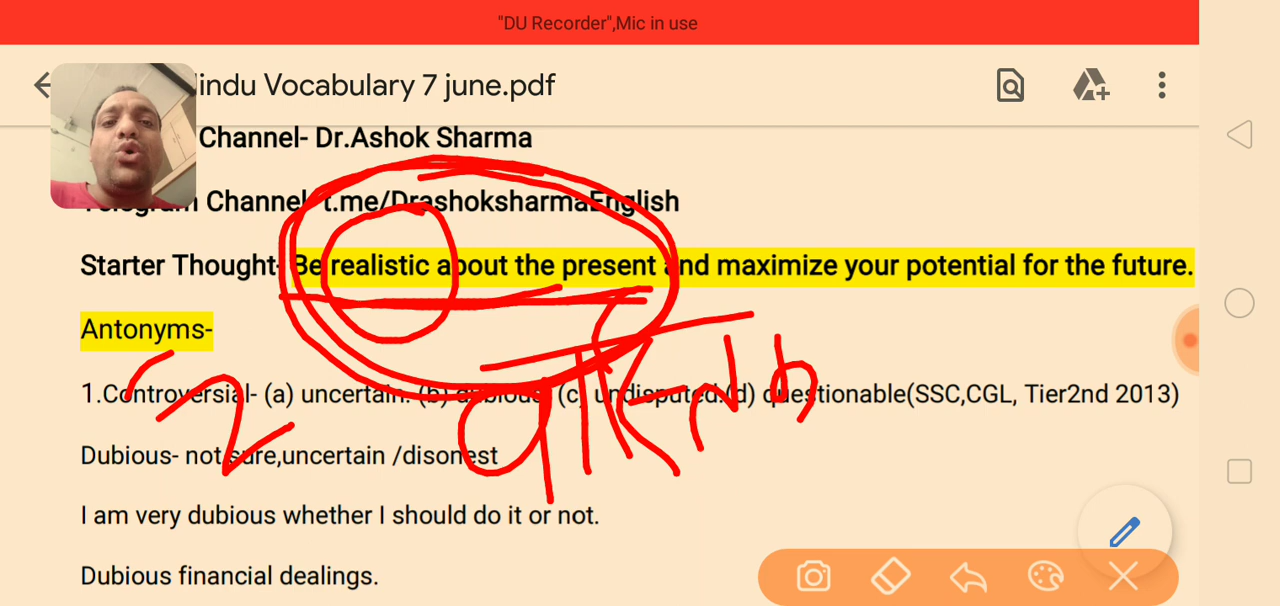 "DU Recorder",Mic in use
indu Vocabulary 7 june.pdf
Channel- Dr.Ashok Sharma
Channel t.me/DrashoksharmaEnglish
Starter Thought- Be realistic about the present and maximize your potential for the future.
Antonyms-
1.Controversial- (a) uncertain. (b) dubious. (c) undisputed.(d) questionable(SSC,CGL, Tier2nd 2013)
Dubious- not sure,uncertain /disonest
I am very dubious whether I should do it or not.
Dubious financial dealings.